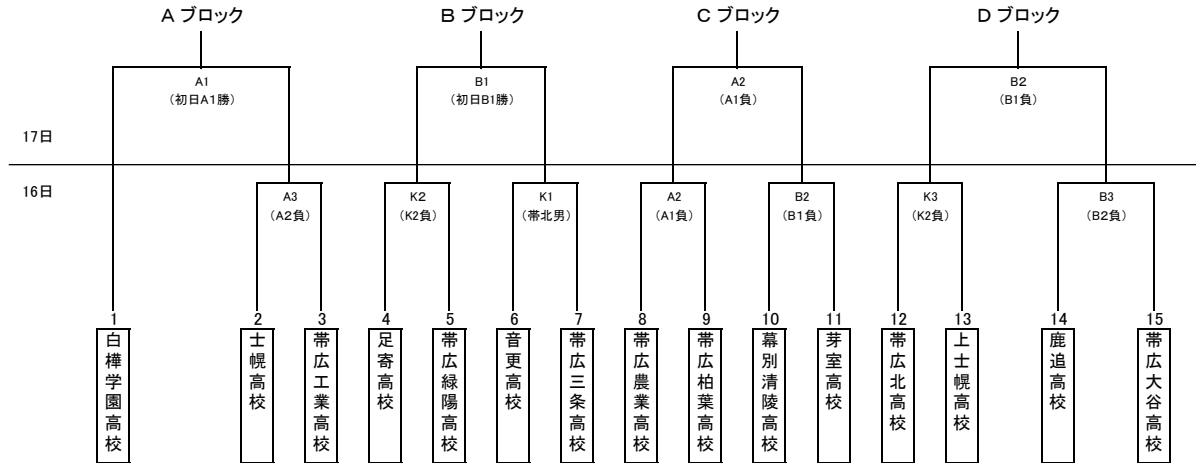 A ブロック
B ブロック
C ブロック
D ブロック
A1
(初日A1勝)
B1
(初日B1勝)
A2
(A1負)
B2
(B1負)
17日
16日
A3
(A2負)
K2
(K2負)
K1
(帯北男)
A2
(A1負)
B2
(B1負)
K3
(K2負)
B3
(B2負)
1
白樺学園高校
2
士幌高校
3
帯広工業高校
4
足寄高校
5
帯広緑陽高校
6
音更高校
7
帯広三条高校
8
帯広農業高校
9
帯広柏葉高校
10
幕別清陵高校
11
芽室高校
12
帯広北高校
13
上士幌高校
14
鹿追高校
15
帯広大谷高校